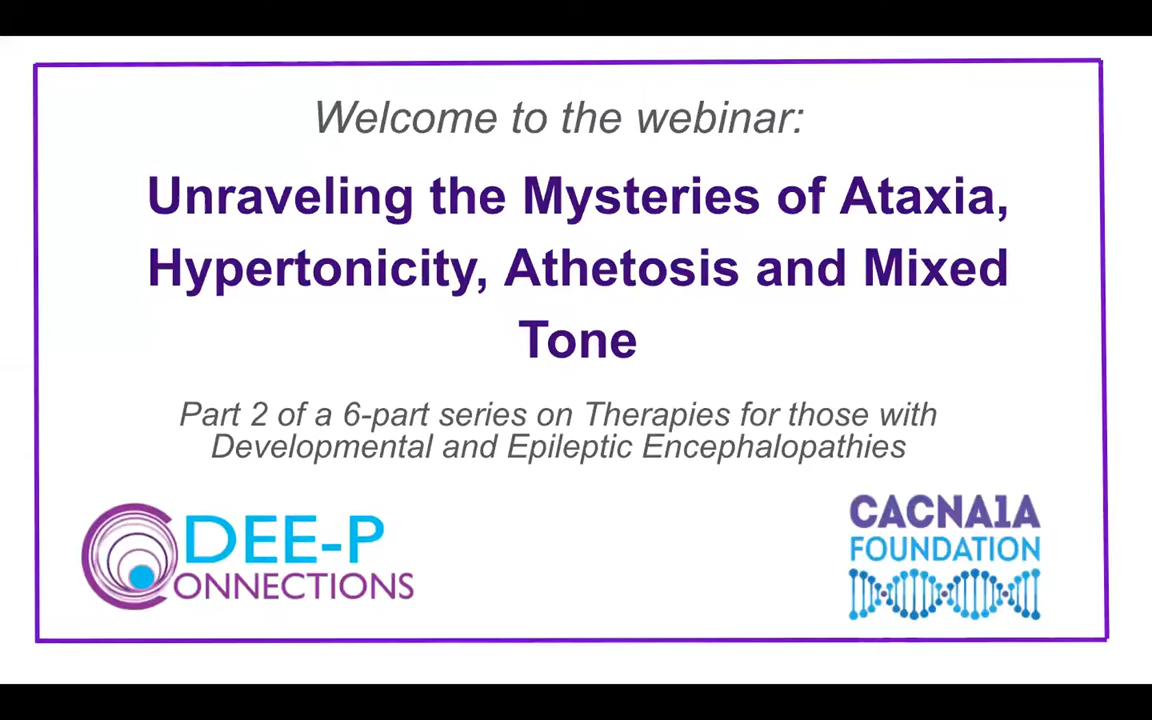 Welcome to the webinar:
Unraveling the Mysteries of Ataxia,
Hypertonicity, Athetosis and Mixed
Tone
Part 2 of a 6-part series on Therapies for those with
Developmental and Epileptic Encephalopathies
DEE-P
CONNECTIONS
CACNA1A
FOUNDATION